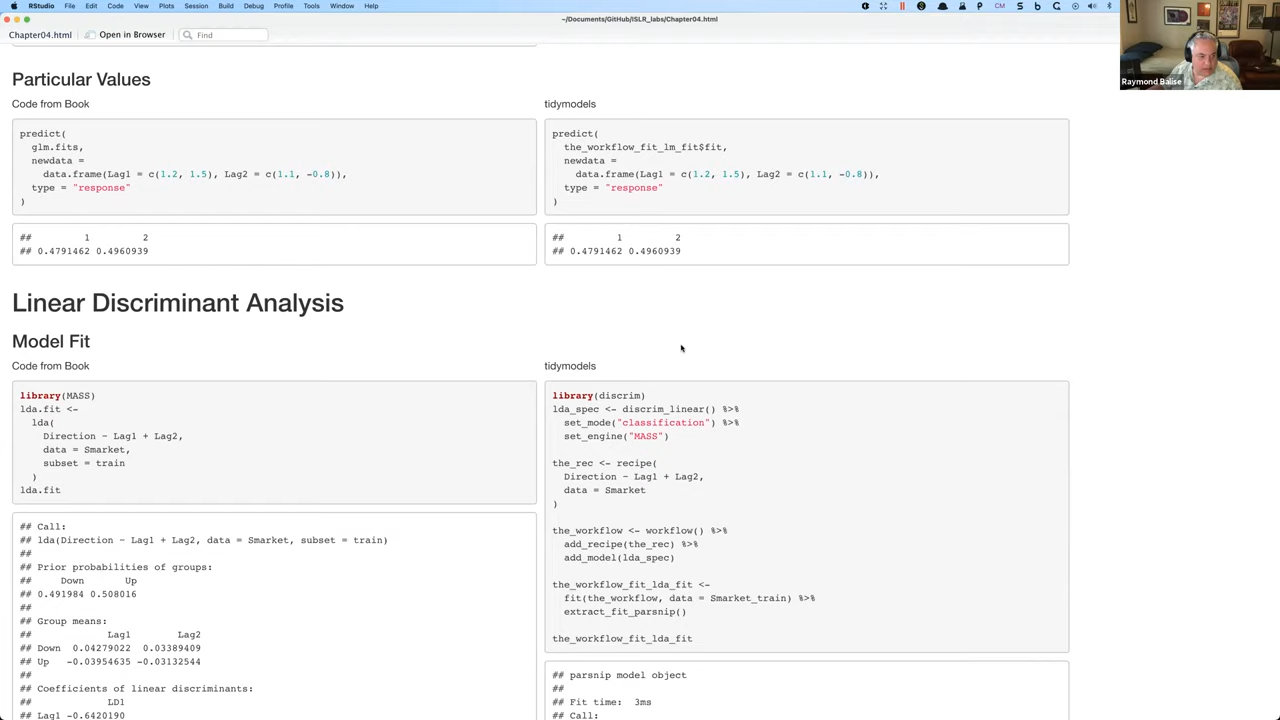 RStudio File Edit Code View Plots Session Build Debug Profile Tools Window Help
~/Documents/GitHub/ISLR_labs/Chapter04.html
Chapter04.html Open in Browser Find
Raymond Balise
Particular Values
Code from Book
predict(
glm.fits,
newdata =
data.frame(Lag1 = c(1.2, 1.5), Lag2 = c(1.1, -0.8)),
type = "response"
)
## 1 2
## 0.4791462 0.4960939
tidymodels
predict(
the_workflow_fit_lm_fit$fit,
newdata =
data.frame(Lag1 = c(1.2, 1.5), Lag2 = c(1.1, -0.8)),
type = "response"
)
## 1 2
## 0.4791462 0.4960939
Linear Discriminant Analysis
Model Fit
Code from Book
library(MASS)
lda.fit <-
lda(
Direction ~ Lag1 + Lag2,
data = Smarket,
subset = train
)
lda.fit
## Call:
## lda(Direction ~ Lag1 + Lag2, data = Smarket, subset = train)
##
## Prior probabilities of groups:
## Down Up
## 0.491984 0.508016
##
## Group means:
## Lag1 Lag2
## Down 0.04279022 0.03389409
## Up -0.03954635 -0.03132544
##
## Coefficients of linear discriminants:
## LD1
## Lag1 -0.6420190
tidymodels
library(discrim)
lda_spec <- discrim_linear() %>%
set_mode("classification") %>%
set_engine("MASS")
the_rec <- recipe(
Direction ~ Lag1 + Lag2,
data = Smarket
)
the_workflow <- workflow() %>%
add_recipe(the_rec) %>%
add_model(lda_spec)
the_workflow_fit_lda_fit <-
fit(the_workflow, data = Smarket_train) %>%
extract_fit_parsnip()
the_workflow_fit_lda_fit
## parsnip model object
##
## Fit time: 3ms
## Call: